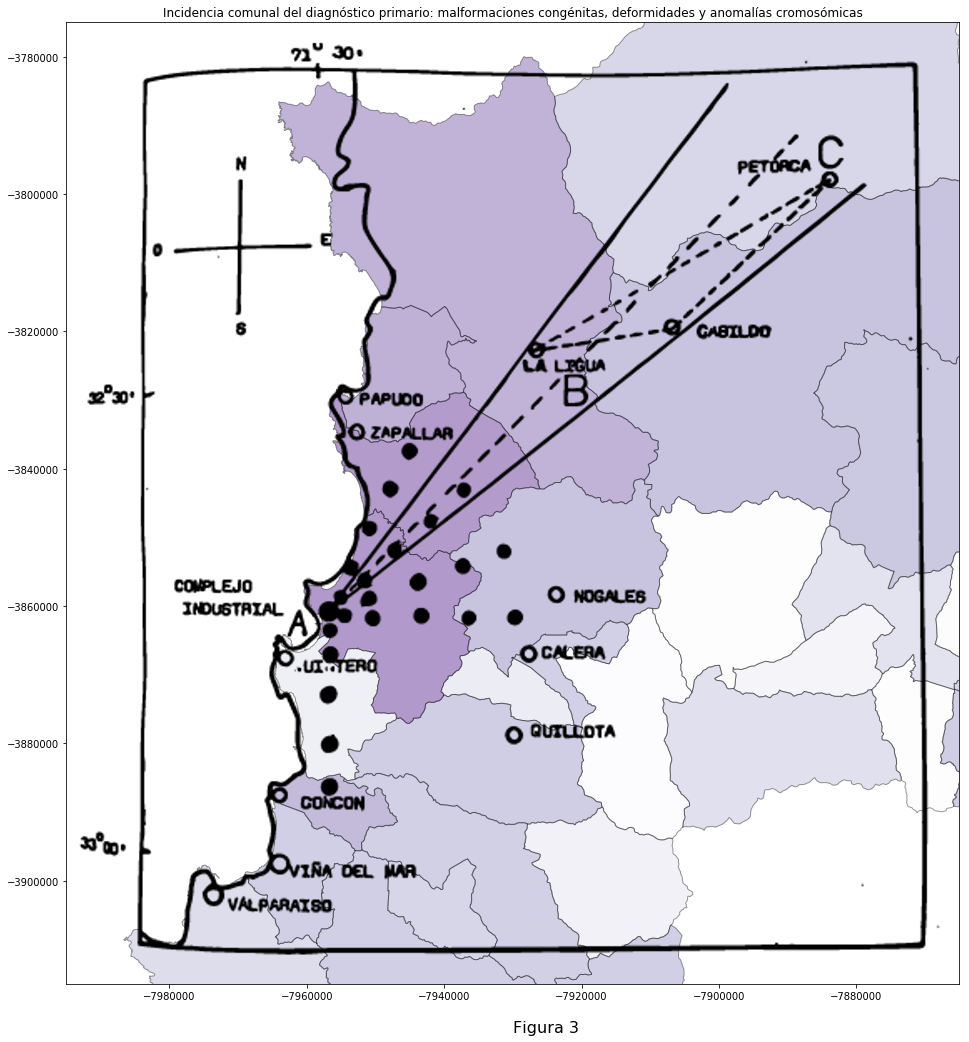 Incidencia comunal del diagnóstico primario: malformaciones congénitas, deformidades y anomalías cromosómicas
71° 30'
−3780000
N
PETORCA
C
−3800000
O
E
S
−3820000
CABILDO
LA LIGUA
B
32°30'
PAPUDO
ZAPALLAR
−3840000
COMPLEJO
INDUSTRIAL
A
NOGALES
−3860000
CALERA
.UINTERO
QUILLOTA
−3880000
CONCON
33°00'
VIÑA DEL MAR
−3900000
VALPARAISO
−7980000
−7960000
−7940000
−7920000
−7900000
−7880000
Figura 3